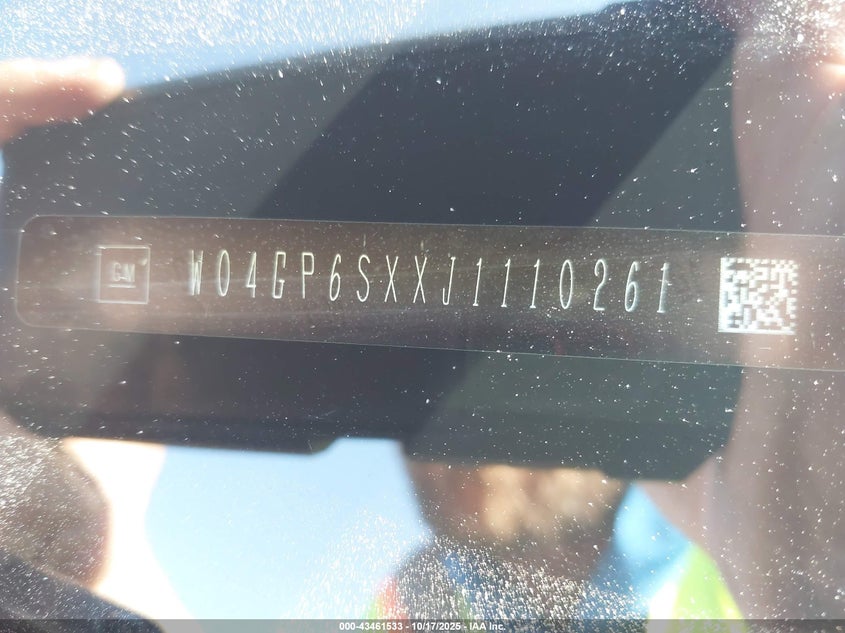 GM W04GP6SXXJ1110261
000-43461533 - 10/17/2025 - IAA Inc.